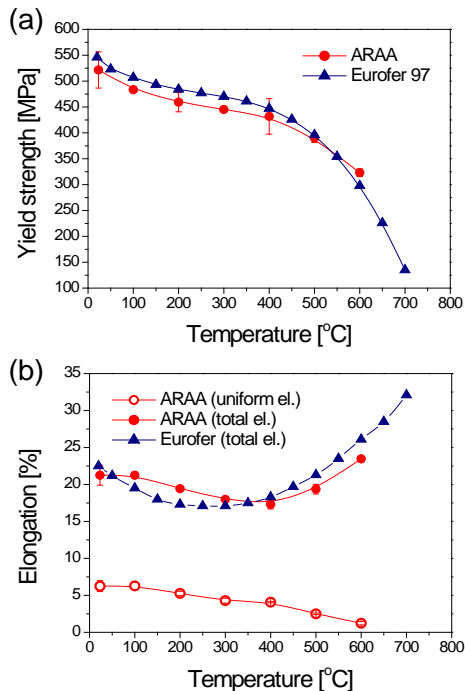 (a)
600
550
500
450
400
350
300
250
200
150
100
Yield strength [MPa]
ARAA
Eurofer 97
0 100 200 300 400 500 600 700 800
Temperature [°C]
(b)
35
30
25
20
15
10
5
0
Elongation [%]
ARAA (uniform el.)
ARAA (total el.)
Eurofer (total el.)
0 100 200 300 400 500 600 700 800
Temperature [°C]